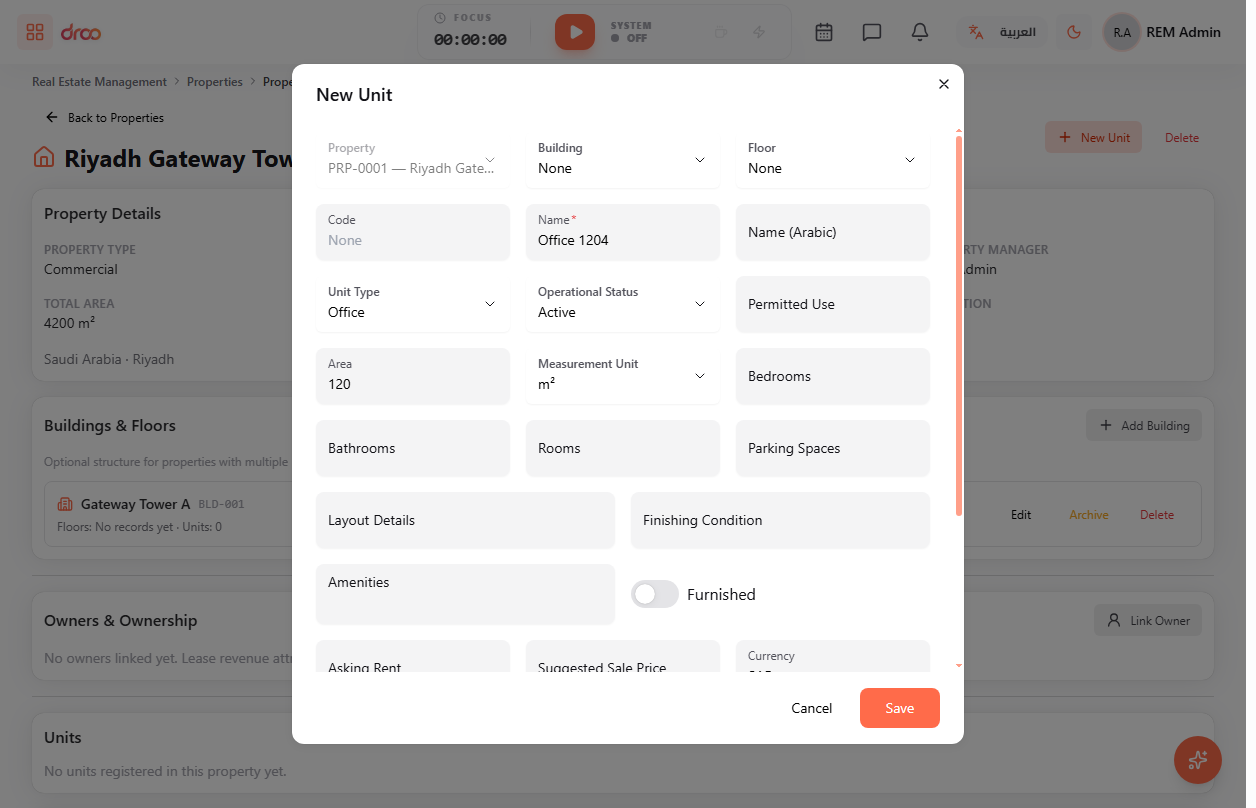 droo
FOCUS
00:00:00
SYSTEM
OFF
العربية
R.A
REM Admin
Real Estate Management > Properties >
Back to Properties
Riyadh Gateway
New Unit
Delete
Property Details
PROPERTY TYPE
Commercial
TOTAL AREA
4200 m²
Saudi Arabia · Riyadh
MANAGER
Buildings & Floors
Add Building
Optional structure for properties with multiple
Gateway Tower A BLD-001
Floors: No records yet · Units: 0
Edit
Archive
Delete
Owners & Ownership
Link Owner
No owners linked yet. Lease revenue
Units
No units registered in this property yet.
New Unit
Property
PRP-0001 — Riyadh Gate...
Building
None
Floor
None
Code
None
Name*
Office 1204
Name (Arabic)
Unit Type
Office
Operational Status
Active
Permitted Use
Area
120
Measurement Unit
m²
Bedrooms
Bathrooms
Rooms
Parking Spaces
Layout Details
Finishing Condition
Amenities
Furnished
Asking Rent
Suggested Sale Price
Currency
Cancel
Save